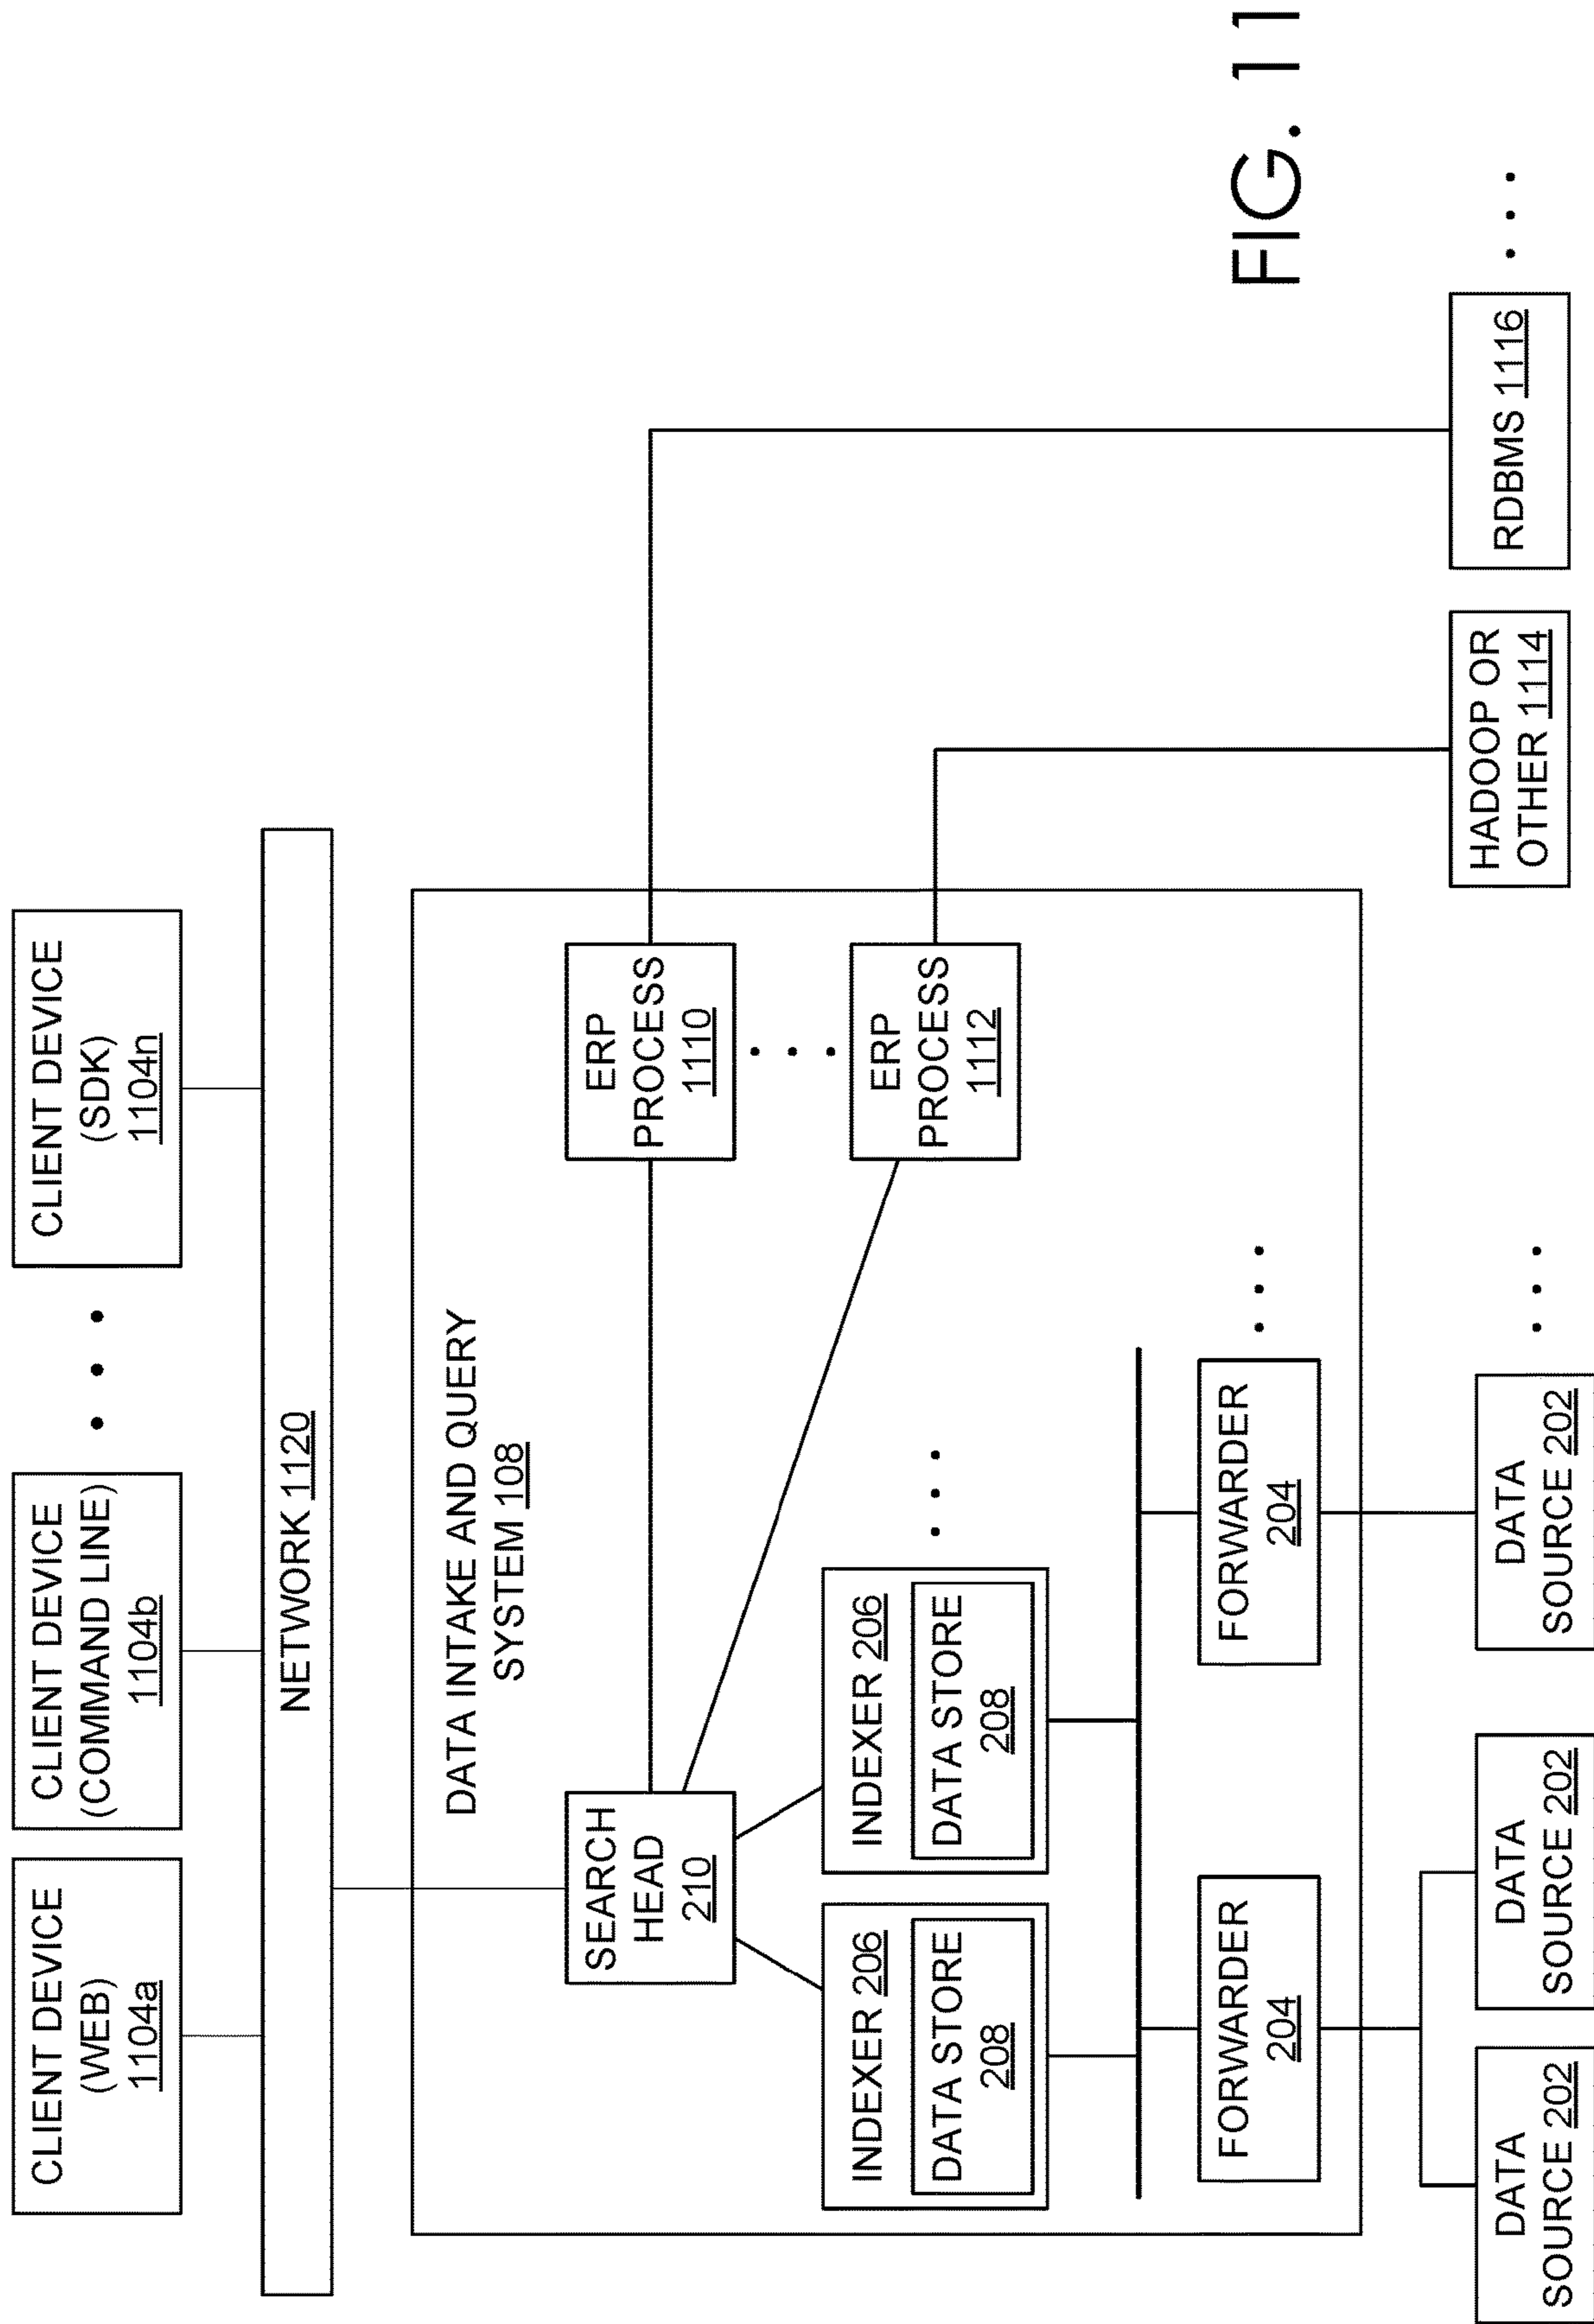 CLIENT DEVICE
(WEB)
1104a
CLIENT DEVICE
(COMMAND LINE)
1104b
CLIENT DEVICE
(SDK)
1104n
NETWORK 1120
DATA INTAKE AND QUERY
SYSTEM 108
SEARCH
HEAD
210
ERP
PROCESS
1110
INDEXER 206
DATA STORE
208
INDEXER 206
DATA STORE
208
ERP
PROCESS
1112
FORWARDER
204
FORWARDER
204
DATA
SOURCE 202
DATA
SOURCE 202
DATA
SOURCE 202
HADOOP OR
OTHER 1114
RDBMS 1116
FIG. 11